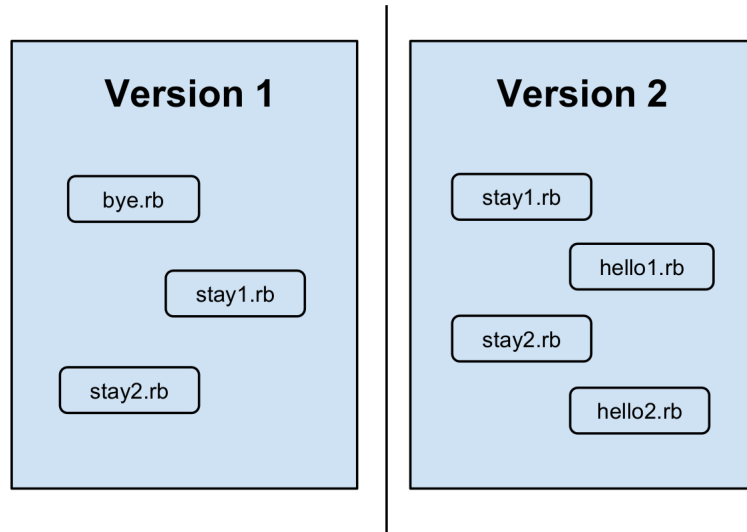 Version 1
bye.rb
stay1.rb
stay2.rb
Version 2
stay1.rb
hello1.rb
stay2.rb
hello2.rb